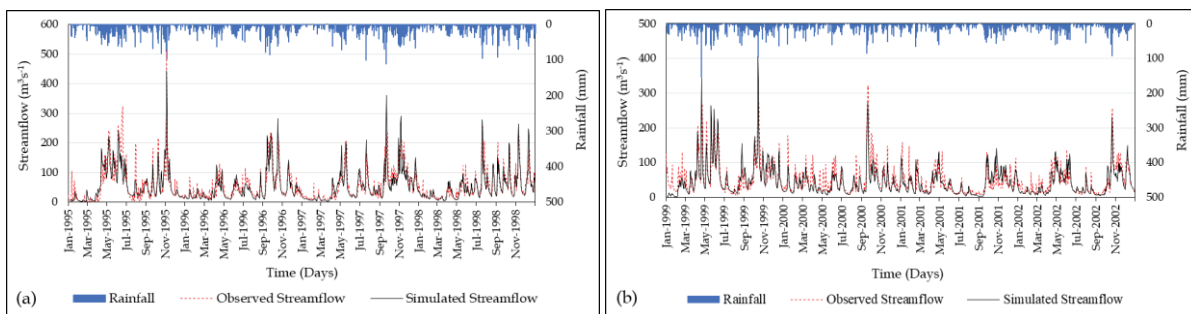 600
500
400
300
200
100
0
Streamflow (m³s⁻¹)
0
100
200
300
400
500
Rainfall (mm)
Jan-1995
Mar-1995
May-1995
Jul-1995
Sep-1995
Nov-1995
Jan-1996
Mar-1996
May-1996
Jul-1996
Sep-1996
Nov-1996
Jan-1997
Mar-1997
May-1997
Jul-1997
Sep-1997
Nov-1997
Jan-1998
Mar-1998
May-1998
Jul-1998
Sep-1998
Nov-1998
Time (Days)
(a) Rainfall Observed Streamflow Simulated Streamflow
500
400
300
200
100
0
Streamflow (m³s⁻¹)
0
100
200
300
400
500
Rainfall (mm)
Jan-1999
Mar-1999
May-1999
Jul-1999
Sep-1999
Nov-1999
Jan-2000
Mar-2000
May-2000
Jul-2000
Sep-2000
Nov-2000
Jan-2001
Mar-2001
May-2001
Jul-2001
Sep-2001
Nov-2001
Jan-2002
Mar-2002
May-2002
Jul-2002
Sep-2002
Nov-2002
Time (Days)
(b) Rainfall Observed Streamflow Simulated Streamflow